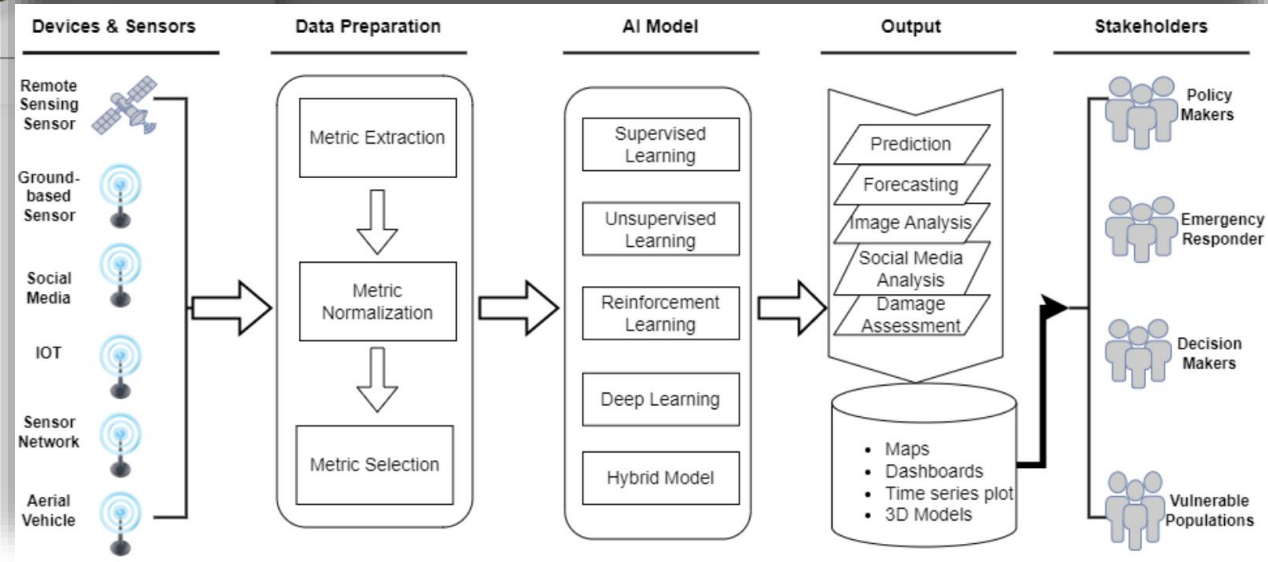 Devices & Sensors
Data Preparation
AI Model
Output
Stakeholders
Remote
Sensing
Sensor
Ground-
based
Sensor
Social
Media
IOT
Sensor
Network
Aerial
Vehicle
Metric Extraction
Metric
Normalization
Metric Selection
Supervised
Learning
Unsupervised
Learning
Reinforcement
Learning
Deep Learning
Hybrid Model
Prediction
Forecasting
Image Analysis
Social Media
Analysis
Damage
Assessment
• Maps
• Dashboards
• Time series plot
• 3D Models
Policy
Makers
Emergency
Responder
Decision
Makers
Vulnerable
Populations